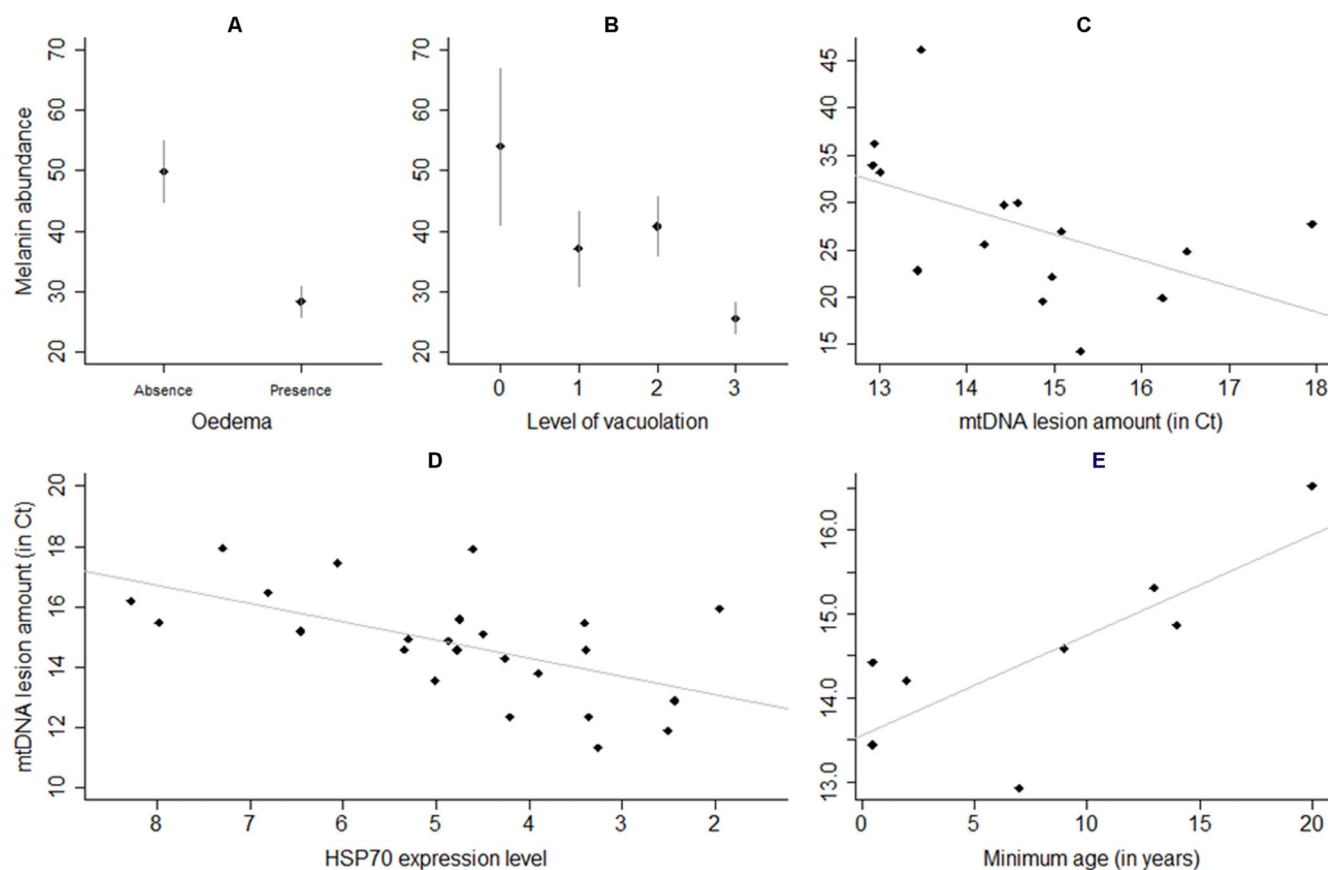 A
B
C
Melanin abundance
70
60
50
40
30
20
Absence
Presence
Oedema
70
60
50
40
30
20
0 1 2 3
Level of vacuolation
45
40
35
30
25
20
15
13 14 15 16 17 18
mtDNA lesion amount (in Ct)
D
E
mtDNA lesion amount (in Ct)
20
18
16
14
12
10
8 7 6 5 4 3 2
HSP70 expression level
16.0
15.0
14.0
13.0
0 5 10 15 20
Minimum age (in years)